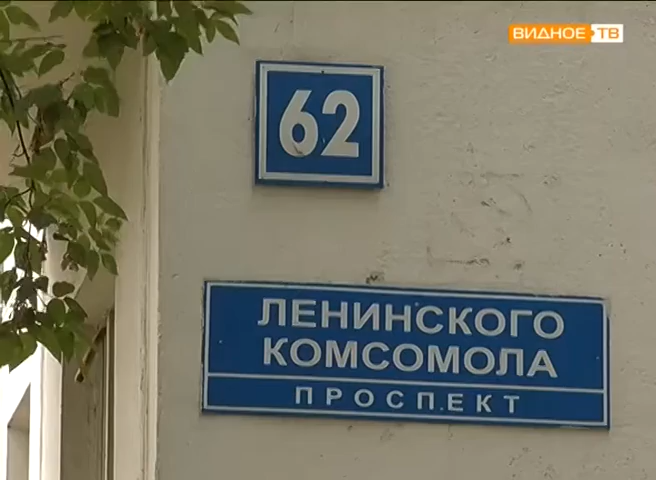 ВИДНОЕ ТВ
62
ЛЕНИНСКОГО
КОМСОМОЛА
ПРОСПЕКТ